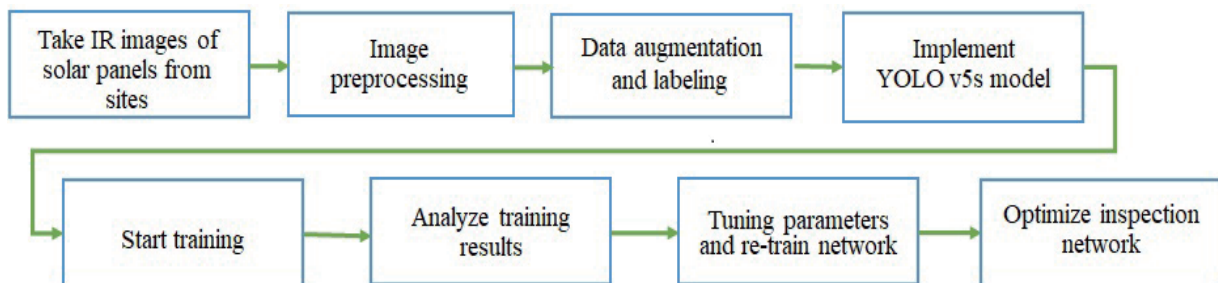 Take IR images of
solar panels from
sites
Image
preprocessing
Data augmentation
and labeling
Implement
YOLO v5s model
Start training
Analyze training
results
Tuning parameters
and re-train network
Optimize inspection
network